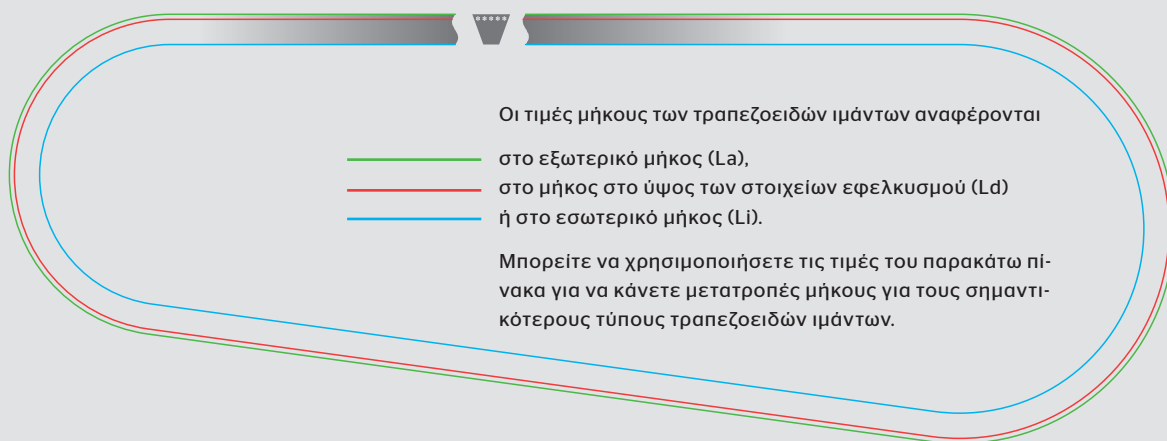 Οι τιμές μήκους των τραπεζοειδών ιμάντων αναφέρονται
στο εξωτερικό μήκος (La),
στο μήκος στο ύψος των στοιχείων εφελκυσμού (Ld)
ή στο εσωτερικό μήκος (Li).
Μπορείτε να χρησιμοποιήσετε τις τιμές του παρακάτω πί-
νακα για να κάνετε μετατροπές μήκους για τους σημαντι-
κότερους τύπους τραπεζοειδών ιμάντων.